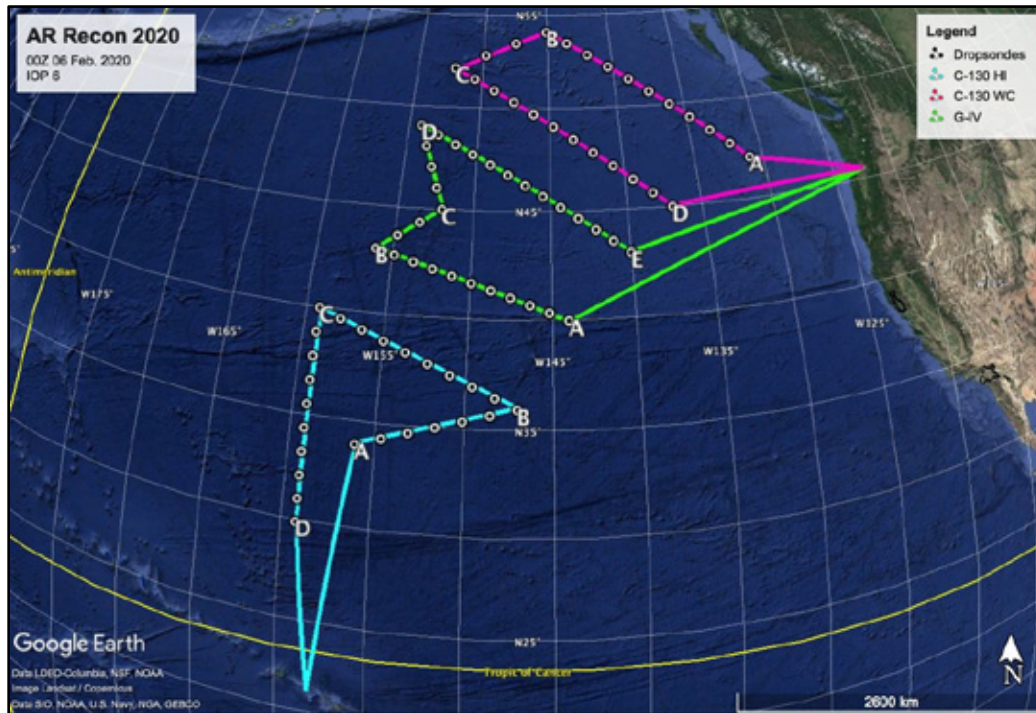 AR Recon 2020
00Z 06 Feb. 2020
IOP 6
Legend
Dropsondes
C-130 HI
C-130 WC
G-IV
N55°
B
C
A
D
D
N45°
C
B
E
A
Antimeridian
W175°
W165°
W155°
W145°
W135°
W125°
C
B
N35°
A
D
N25°
Tropic of Cancer
Google Earth
Data LDEO-Columbia, NSF, NOAA
Image Landsat / Copernicus
Data SIO, NOAA, U.S. Navy, NGA, GEBCO
N
2600 km